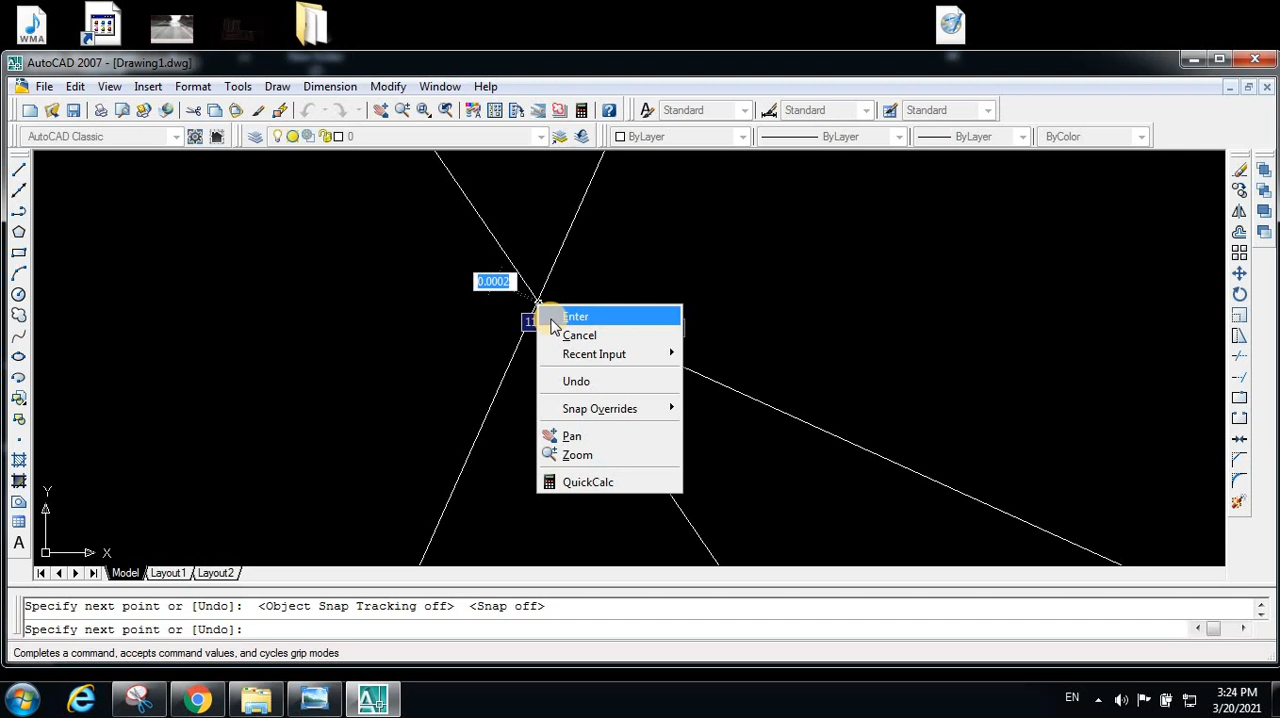 WMA
AutoCAD 2007 - [Drawing1.dwg]
File Edit View Insert Format Tools Draw Dimension Modify Window Help
Standard Standard Standard
AutoCAD Classic 0 ByLayer ByLayer ByLayer ByColor
0.0002
Enter
Cancel
Recent Input
Undo
Snap Overrides
Pan
Zoom
QuickCalc
Y
X
A
Model Layout1 Layout2
Specify next point or [Undo]: <Object Snap Tracking off> <Snap off>
Specify next point or [Undo]:
Completes a command, accepts command values, and cycles grip modes
EN
3:24 PM
3/20/2021